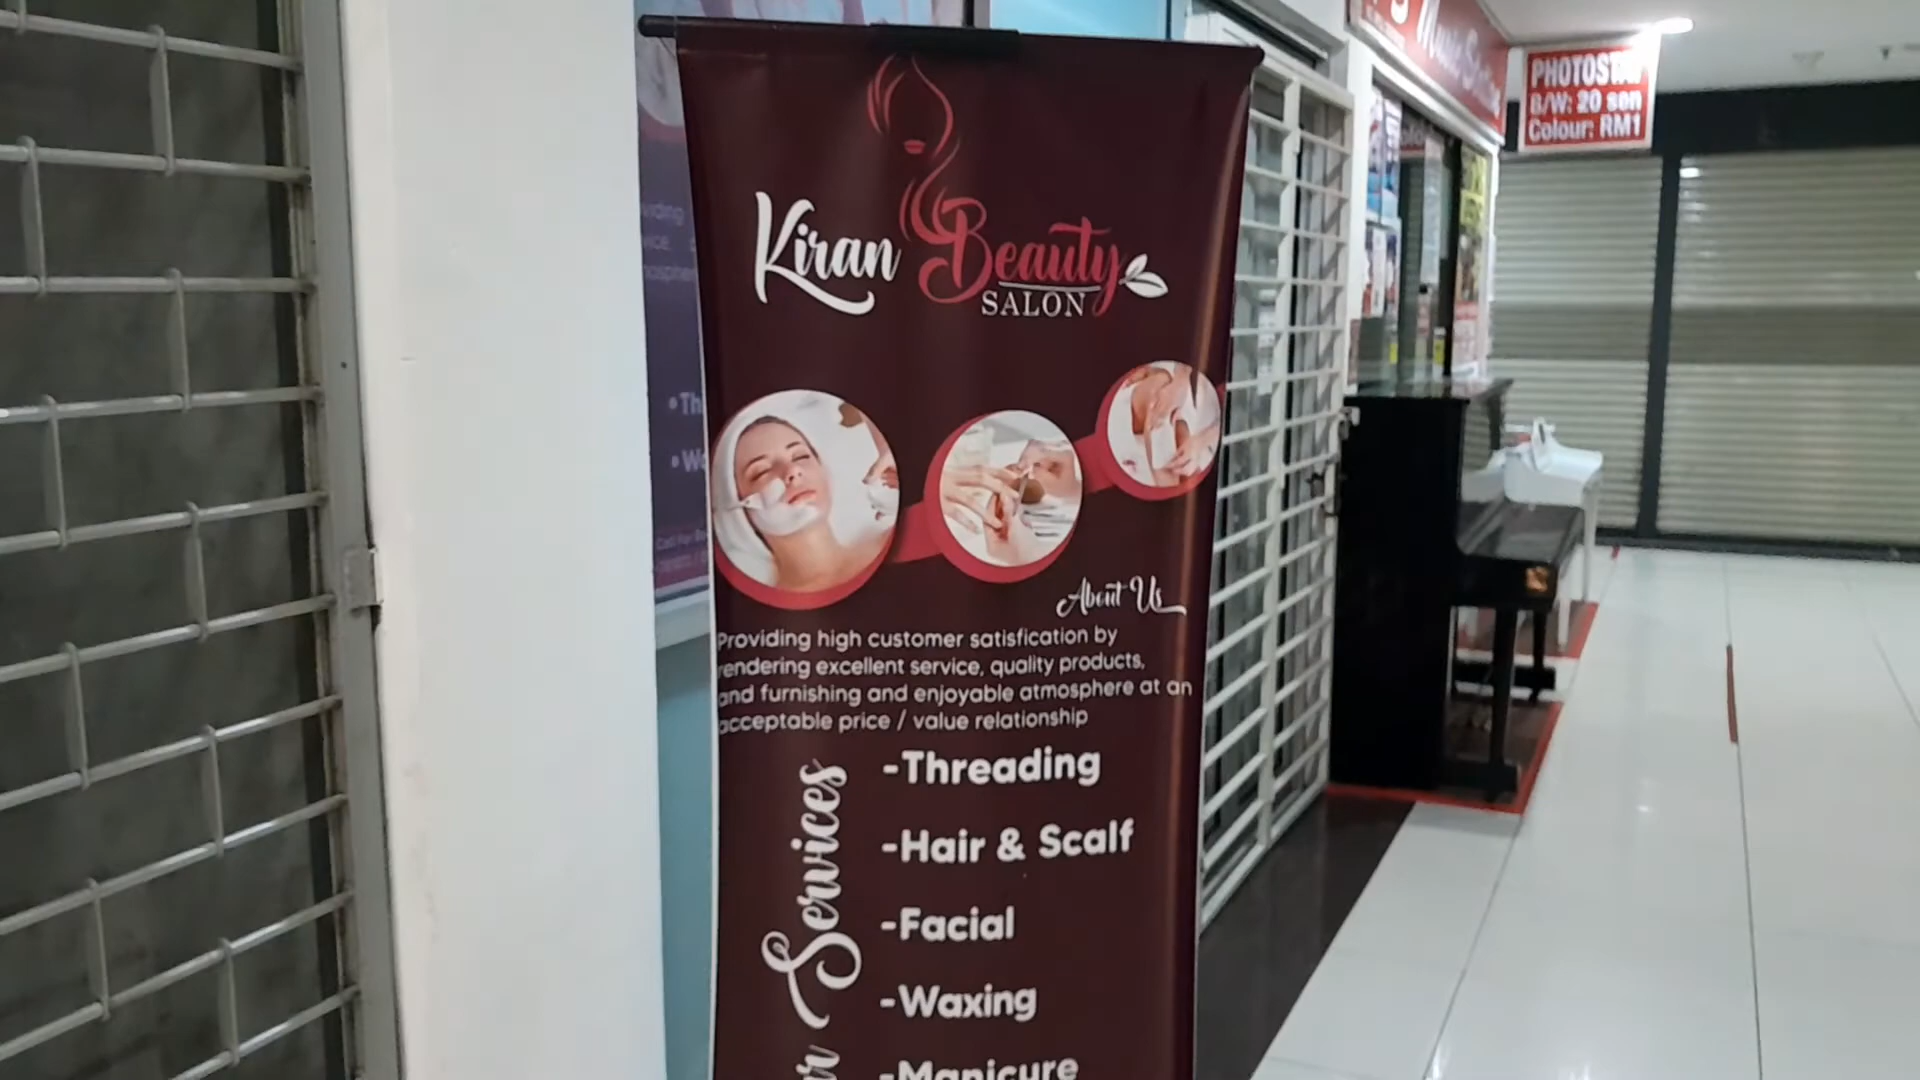 Kiran Beauty
SALON
About Us
Providing high customer satisfication by
rendering excellent service, quality products,
and furnishing and enjoyable atmosphere at an
acceptable price / value relationship
Services
-Threading
-Hair & Scalf
-Facial
-Waxing
-Manicure
Music
PHOTOSTAT
B/W: 20 sen
Colour: RM1